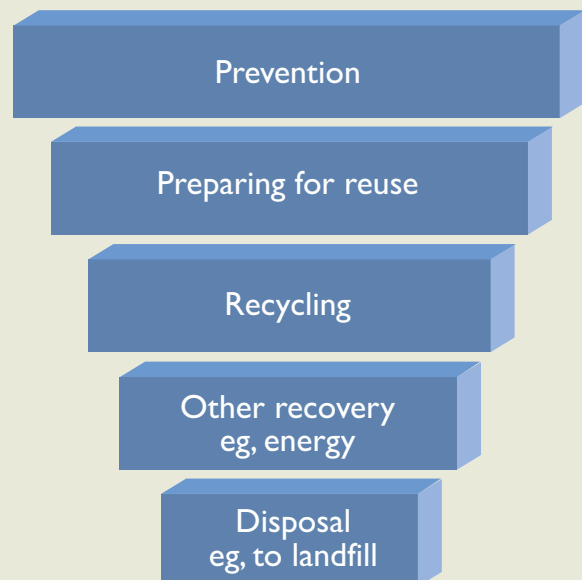 Prevention
Preparing for reuse
Recycling
Other recovery
eg, energy
Disposal
eg, to landfill